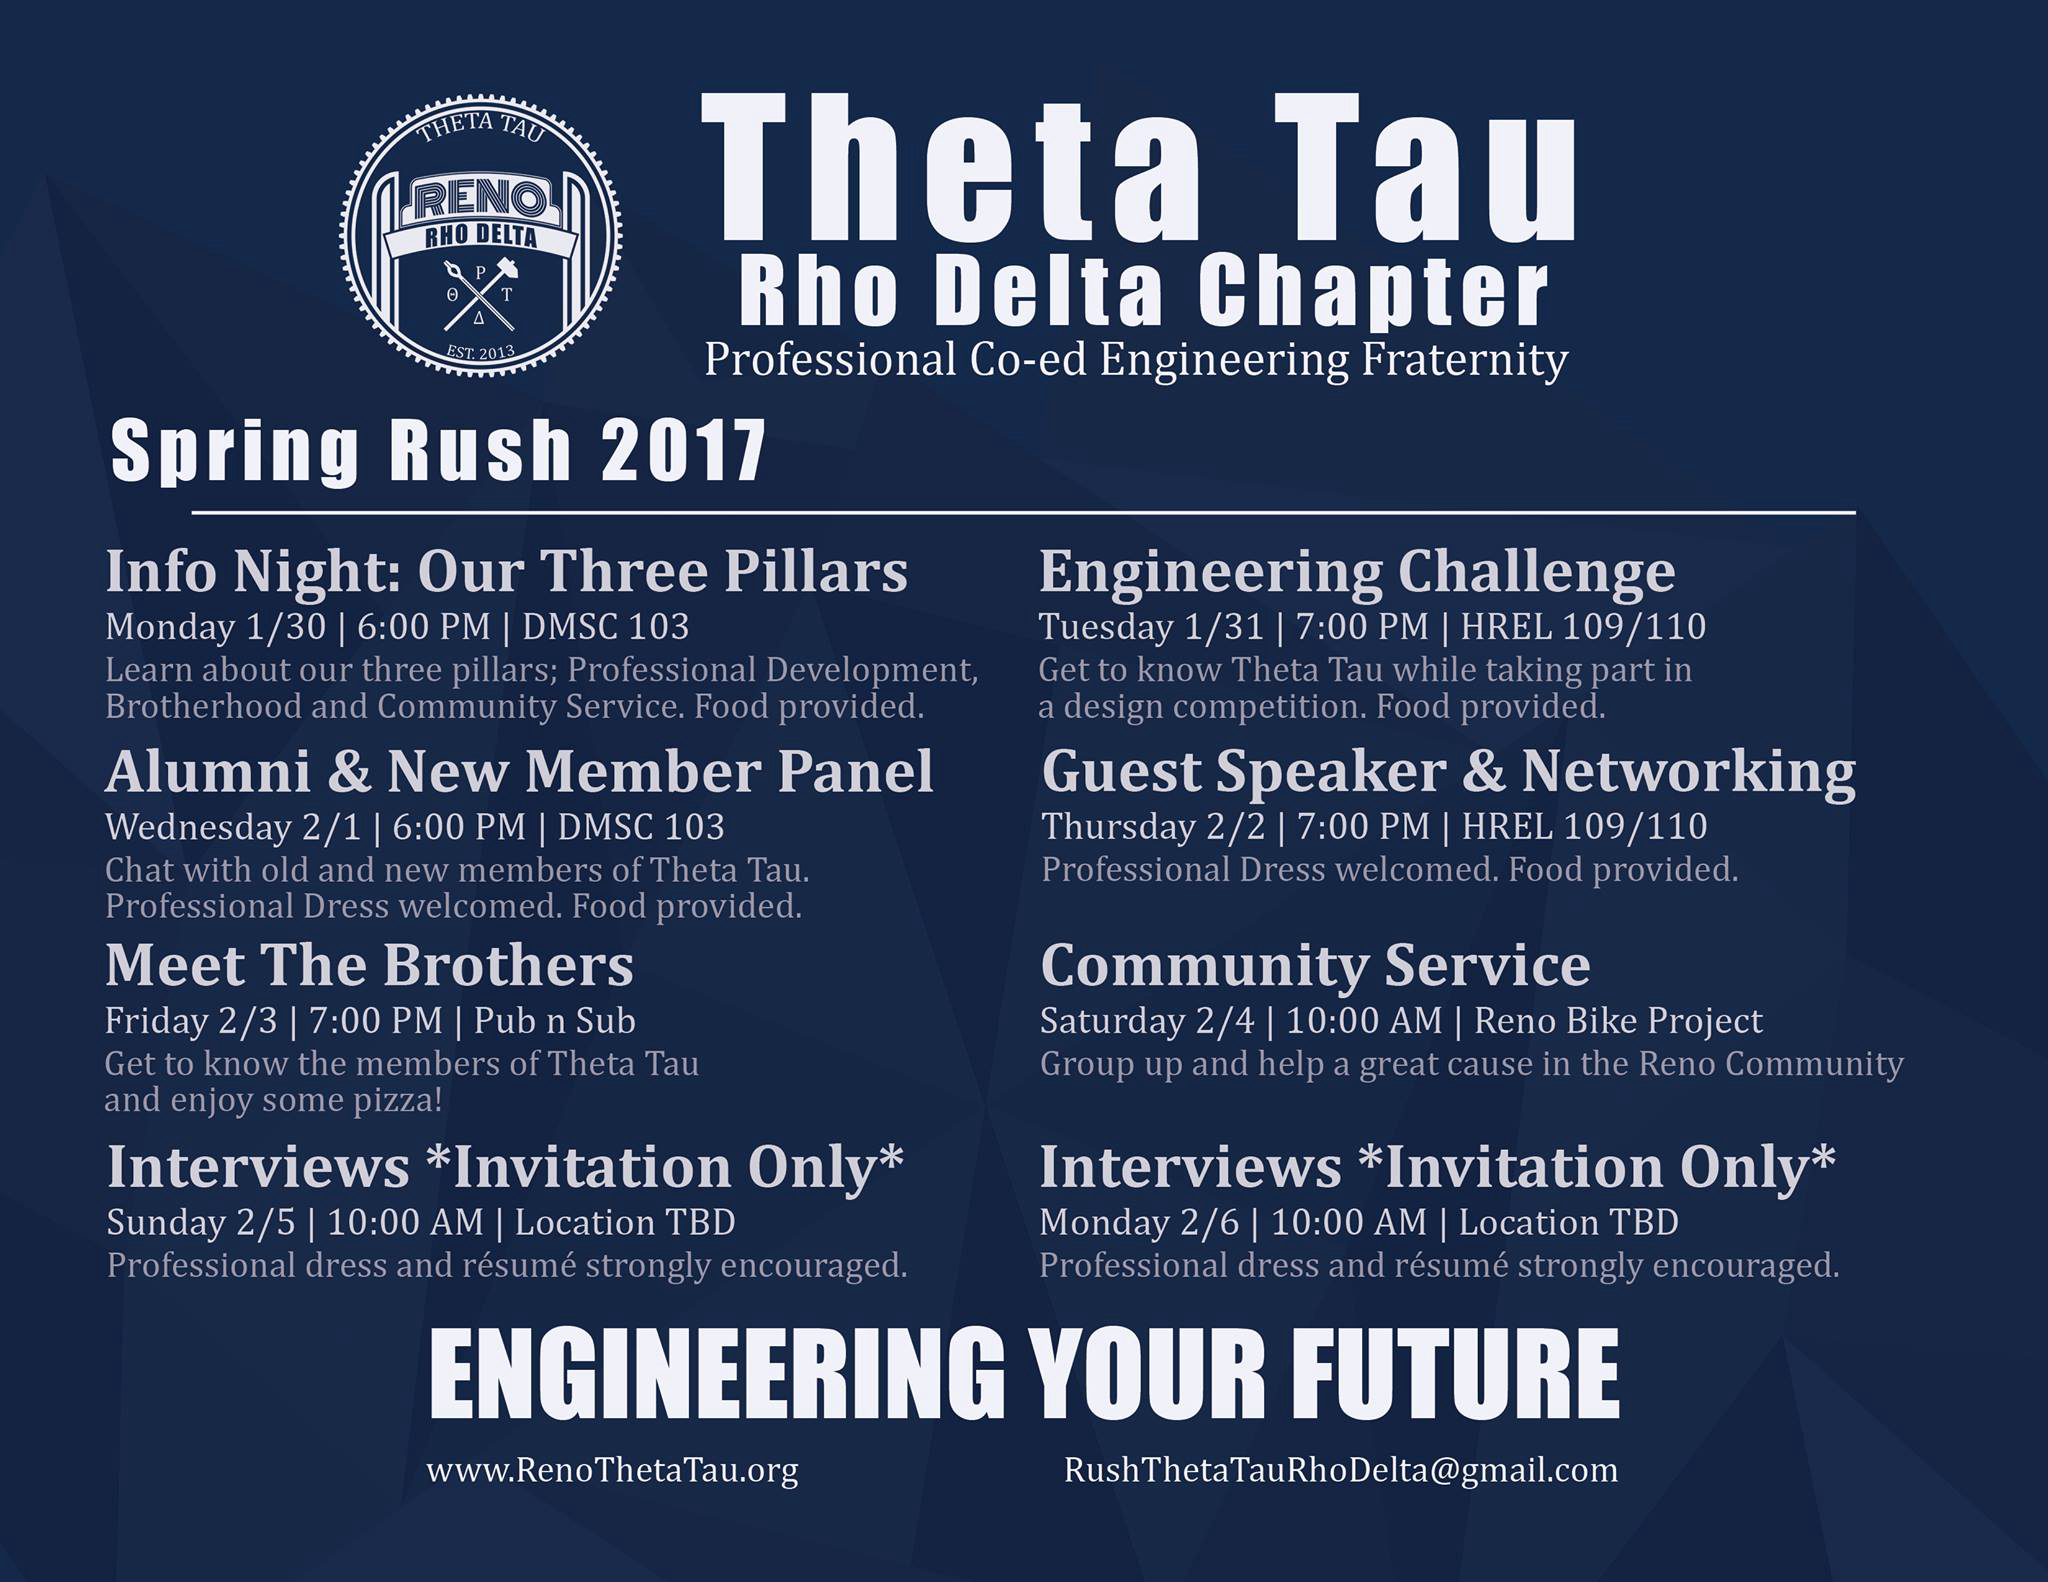 THETA TAU
RENO
RHO DELTA
Ρ
Θ Τ
Δ
EST. 2013
Theta Tau
Rho Delta Chapter
Professional Co-ed Engineering Fraternity
Spring Rush 2017
Info Night: Our Three Pillars
Monday 1/30 | 6:00 PM | DMSC 103
Learn about our three pillars; Professional Development,
Brotherhood and Community Service. Food provided.
Engineering Challenge
Tuesday 1/31 | 7:00 PM | HREL 109/110
Get to know Theta Tau while taking part in
a design competition. Food provided.
Alumni & New Member Panel
Wednesday 2/1 | 6:00 PM | DMSC 103
Chat with old and new members of Theta Tau.
Professional Dress welcomed. Food provided.
Guest Speaker & Networking
Thursday 2/2 | 7:00 PM | HREL 109/110
Professional Dress welcomed. Food provided.
Meet The Brothers
Friday 2/3 | 7:00 PM | Pub n Sub
Get to know the members of Theta Tau
and enjoy some pizza!
Community Service
Saturday 2/4 | 10:00 AM | Reno Bike Project
Group up and help a great cause in the Reno Community
Interviews *Invitation Only*
Sunday 2/5 | 10:00 AM | Location TBD
Professional dress and résumé strongly encouraged.
Interviews *Invitation Only*
Monday 2/6 | 10:00 AM | Location TBD
Professional dress and résumé strongly encouraged.
ENGINEERING YOUR FUTURE
www.RenoThetaTau.org
RushThetaTauRhoDelta@gmail.com